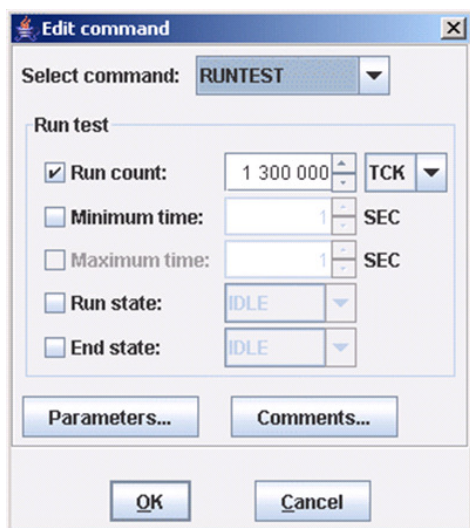 Edit command
Select command: RUNTEST
Run test
Run count: 1 300 000 TCK
Minimum time: 1 SEC
Maximum time: 1 SEC
Run state: IDLE
End state: IDLE
Parameters... Comments...
OK Cancel